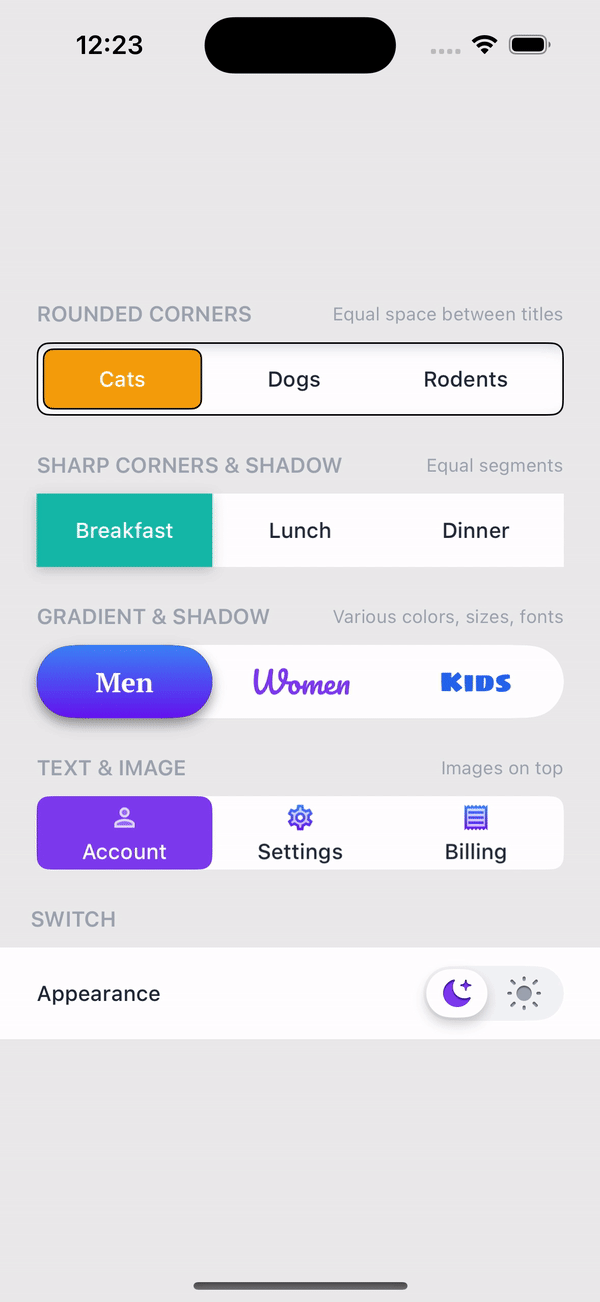 12:23
ROUNDED CORNERS Equal space between titles
Cats Dogs Rodents
SHARP CORNERS & SHADOW Equal segments
Breakfast Lunch Dinner
GRADIENT & SHADOW Various colors, sizes, fonts
Men Women KIDS
TEXT & IMAGE Images on top
Account Settings Billing
SWITCH
Appearance